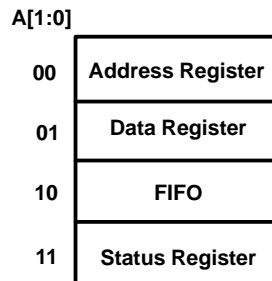 A[1:0]
00 Address Register
01 Data Register
10 FIFO
11 Status Register